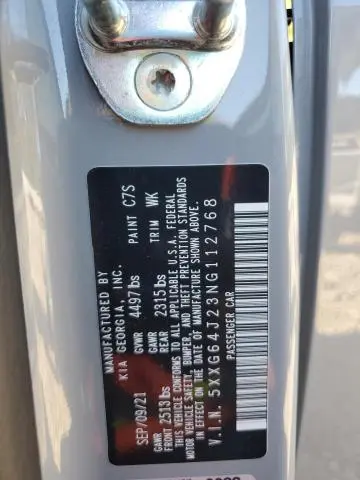 MANUFACTURED BY
KIA GEORGIA, INC. PAINT C7S
SEP/09/21 GVWR 4497lbs TRIM WK
GAWR FRONT 2513lbs GAWR REAR 2315lbs
THIS VEHICLE CONFORMS TO ALL APPLICABLE U.S.A. FEDERAL
MOTOR VEHICLE SAFETY, BUMPER, AND THEFT PREVENTION STANDARDS
IN EFFECT ON THE DATE OF MANUFACTURE SHOWN ABOVE.
V.I.N. 5XXG64J23NG112768
PASSENGER CAR